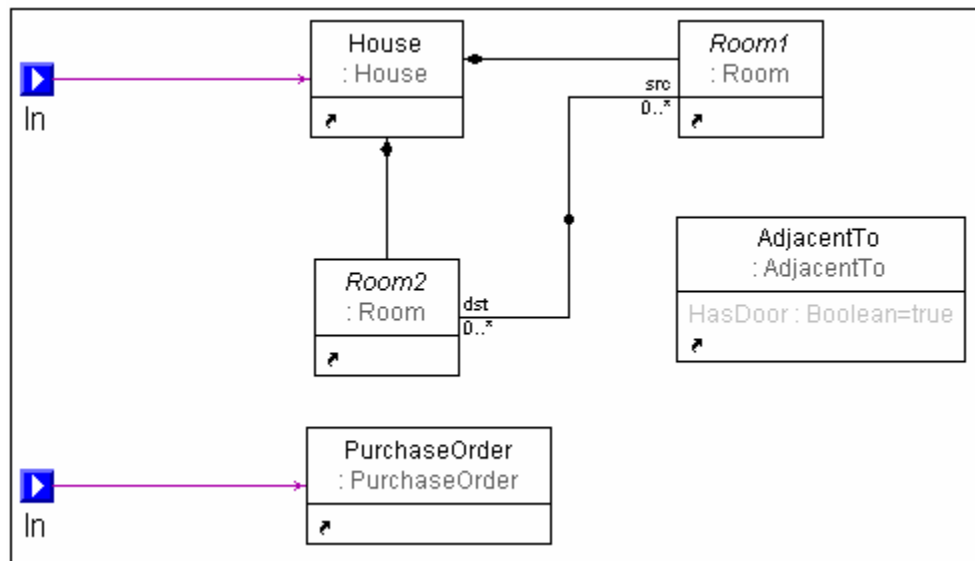 In
House
: House
Room1
: Room
src
0..*
AdjacentTo
: AdjacentTo
HasDoor : Boolean=true
Room2
: Room
dst
0..*
In
PurchaseOrder
: PurchaseOrder